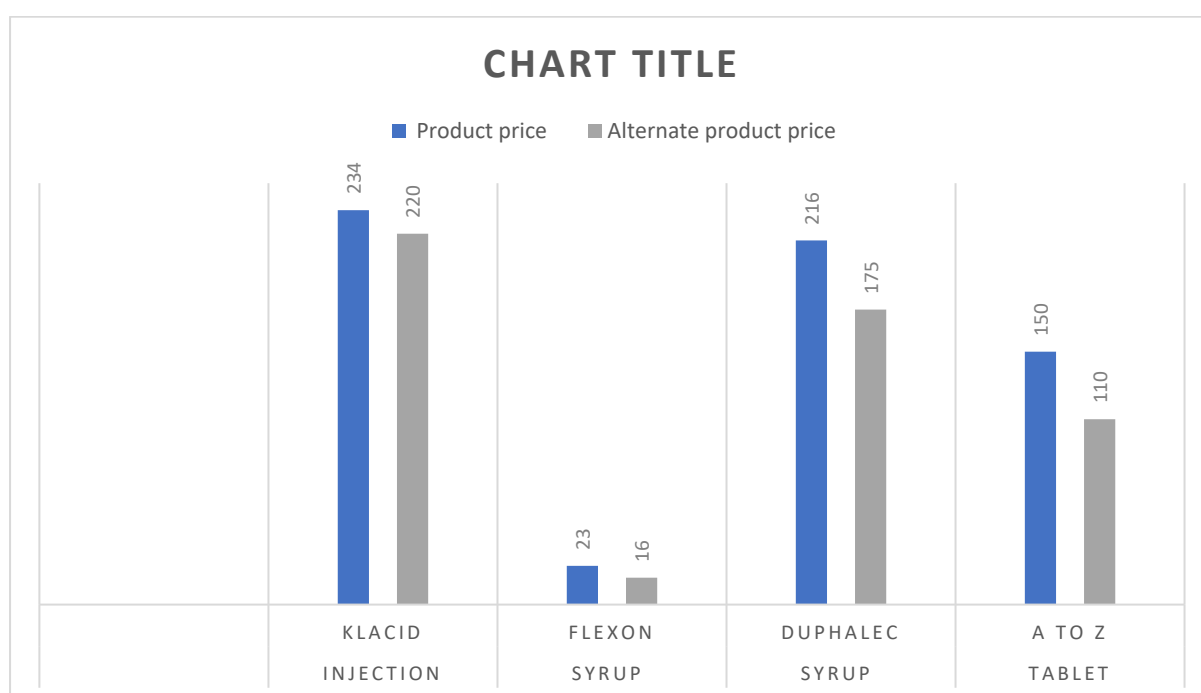 CHART TITLE
Product price Alternate product price
234 220 23 16 216 175 150 110
KLACID FLEXON DUPHALEC A TO Z
INJECTION SYRUP SYRUP TABLET